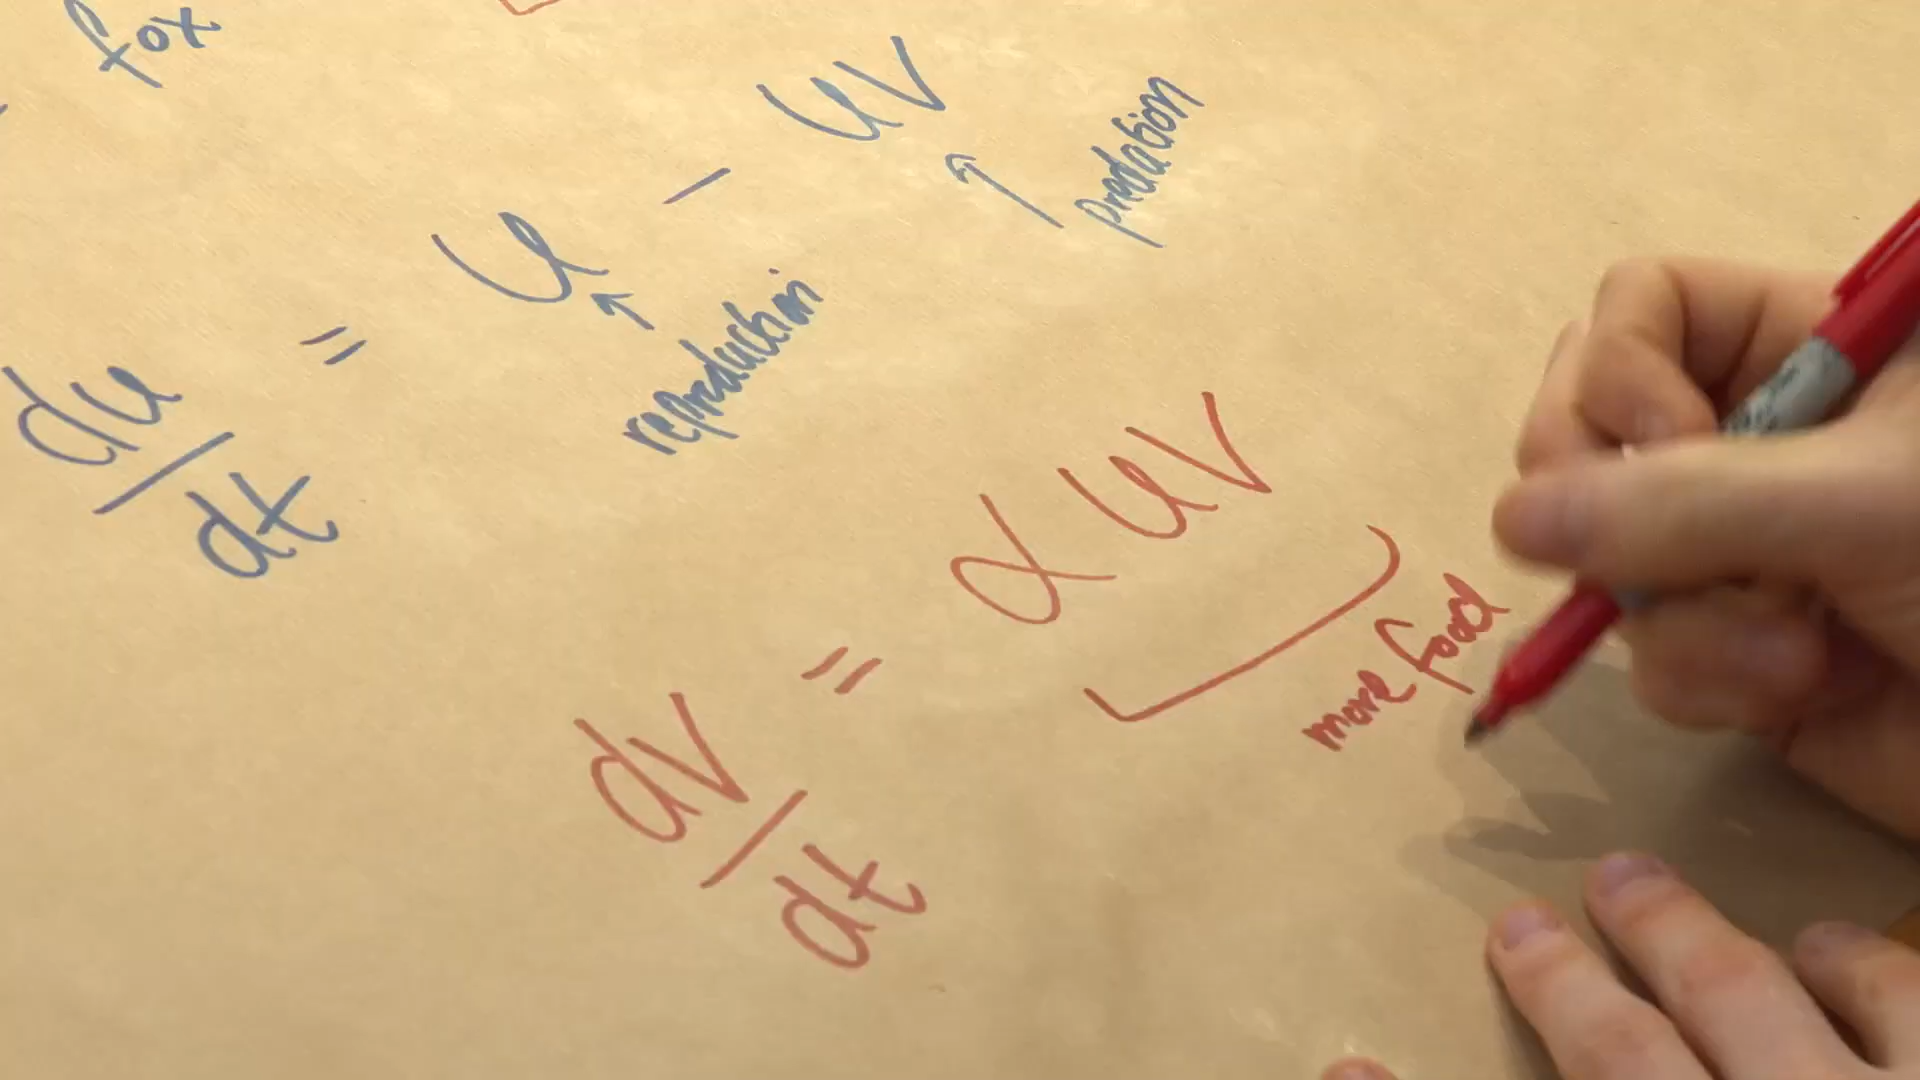 fox
du/dt = u - uv
reproduction
predation
dv/dt = αuv
more food